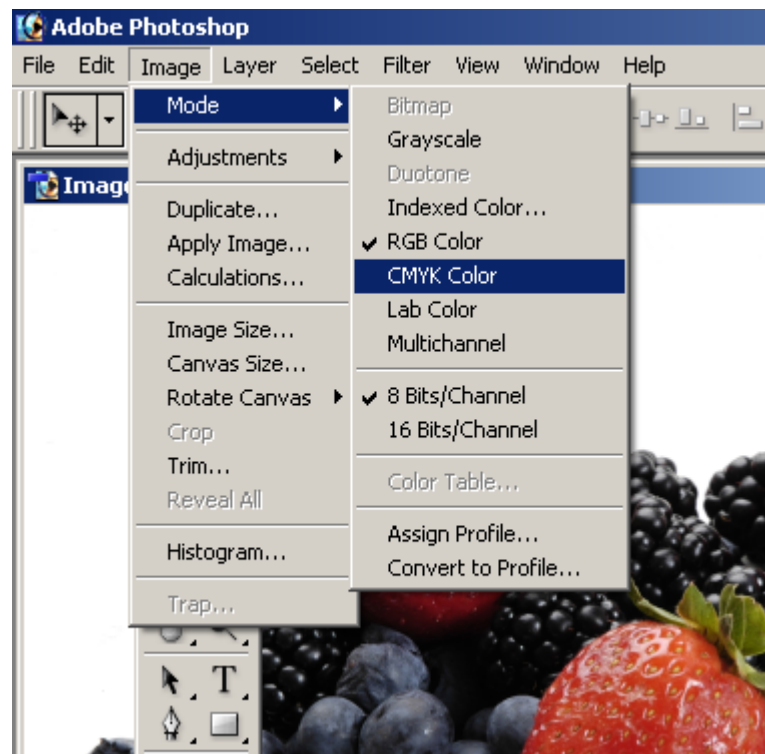 Adobe Photoshop
File Edit Image Layer Select Filter View Window Help
Image
Mode
Adjustments
Duplicate...
Apply Image...
Calculations...
Image Size...
Canvas Size...
Rotate Canvas
Crop
Trim...
Reveal All
Histogram...
Trap...
Bitmap
Grayscale
Duotone
Indexed Color...
RGB Color
CMYK Color
Lab Color
Multichannel
8 Bits/Channel
16 Bits/Channel
Color Table...
Assign Profile...
Convert to Profile...
T